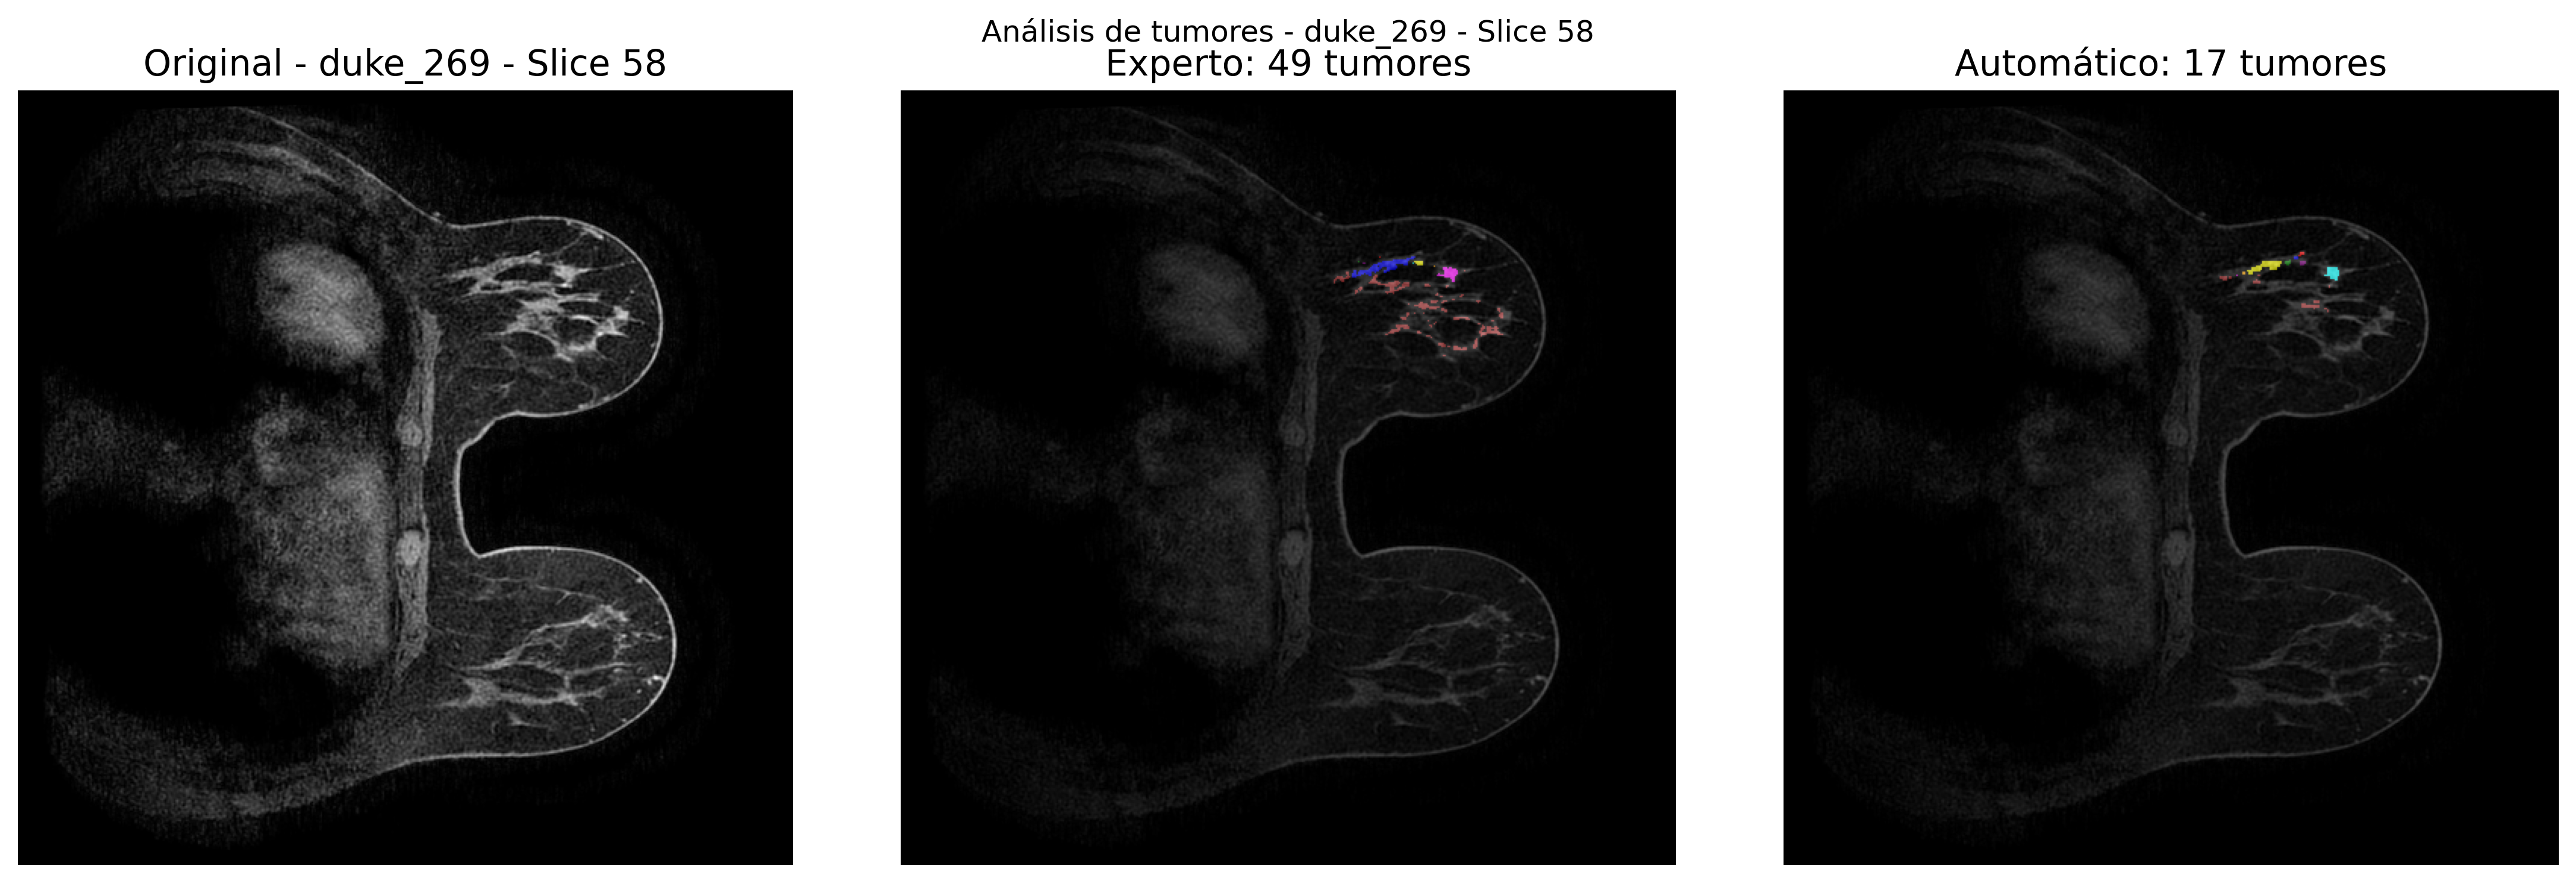 Análisis de tumores - duke_269 - Slice 58
Original - duke_269 - Slice 58
Experto: 49 tumores
Automático: 17 tumores